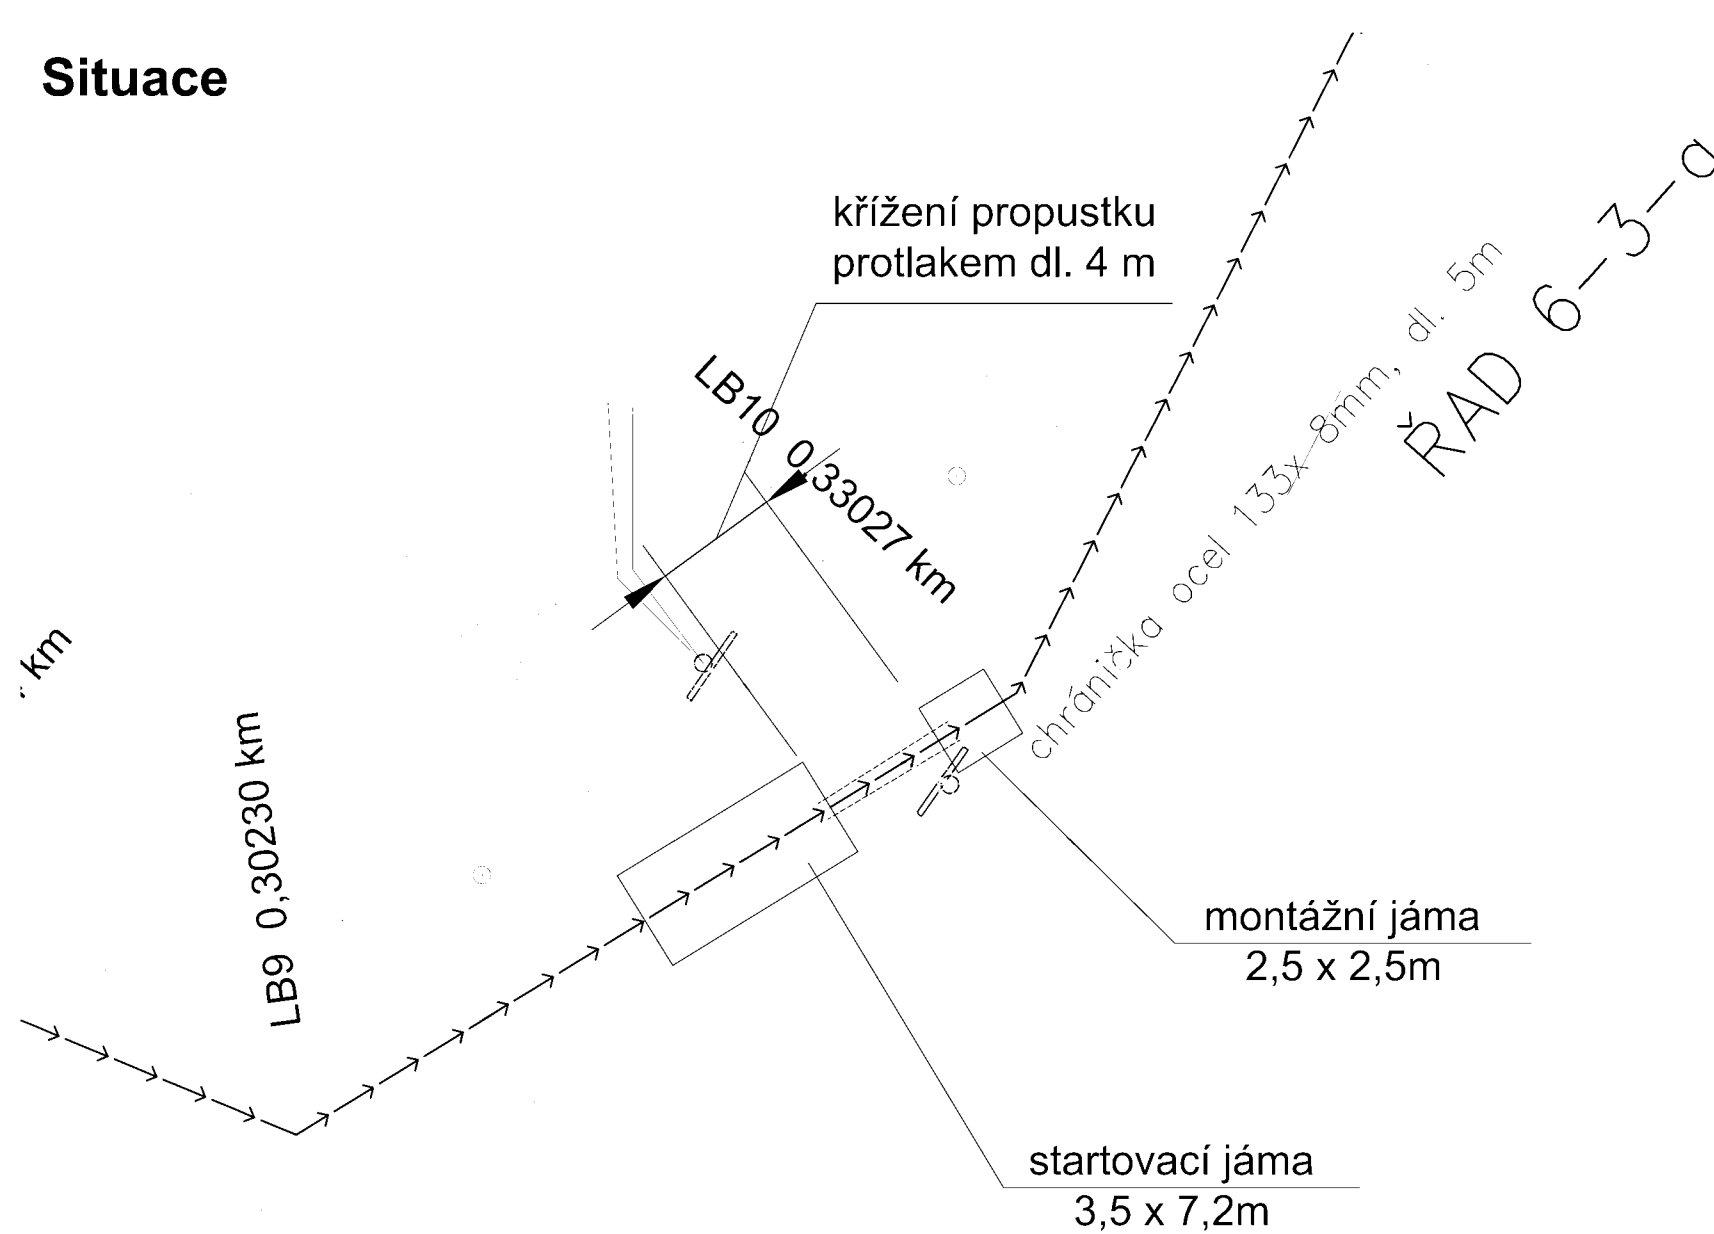 Situace
křížení propustku
protlakem dl. 4 m
LB10 0,33027 km
chránička ocel 133x 8mm, dl. 5m
ŘAD 6-3-a
km
LB9 0,30230 km
montážní jáma
2,5 x 2,5m
startovací jáma
3,5 x 7,2m